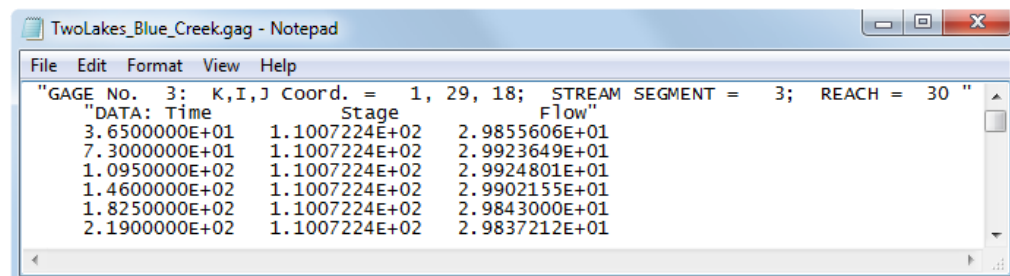 TwoLakes_Blue_Creek.gag - Notepad
File Edit Format View Help
"GAGE No. 3: K,I,J Coord. = 1, 29, 18; STREAM SEGMENT = 3; REACH = 30 "
"DATA: Time Stage Flow"
3.6500000E+01 1.1007224E+02 2.9855606E+01
7.3000000E+01 1.1007224E+02 2.9923649E+01
1.0950000E+02 1.1007224E+02 2.9924801E+01
1.4600000E+02 1.1007224E+02 2.9902155E+01
1.8250000E+02 1.1007224E+02 2.9843000E+01
2.1900000E+02 1.1007224E+02 2.9837212E+01